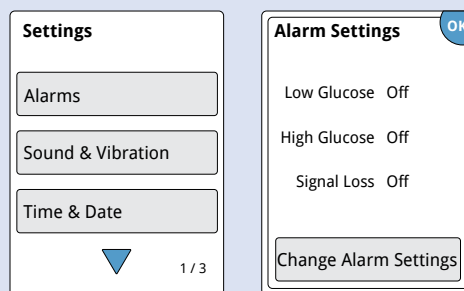 Settings
Alarms
Sound & Vibration
Time & Date
1 / 3
Alarm Settings
OK
Low Glucose Off
High Glucose Off
Signal Loss Off
Change Alarm Settings